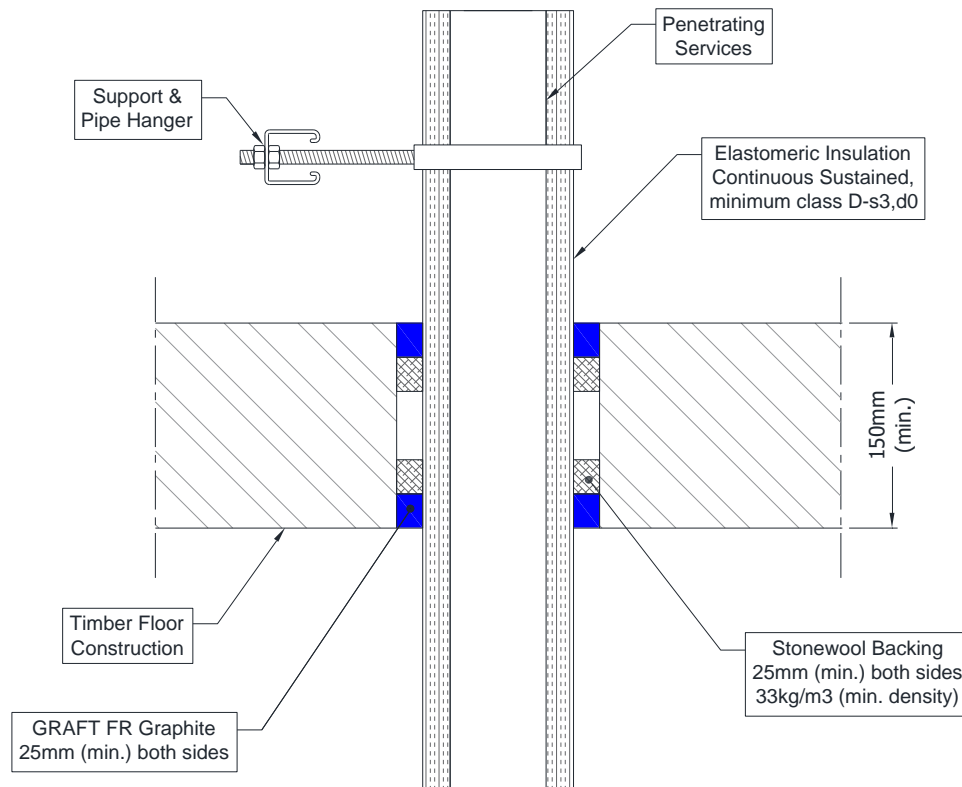 Penetrating
Services
Support &
Pipe Hanger
Elastomeric Insulation
Continuous Sustained,
minimum class D-s3,d0
150mm
(min.)
Timber Floor
Construction
Stonewool Backing
25mm (min.) both sides
33kg/m3 (min. density)
GRAFT FR Graphite
25mm (min.) both sides